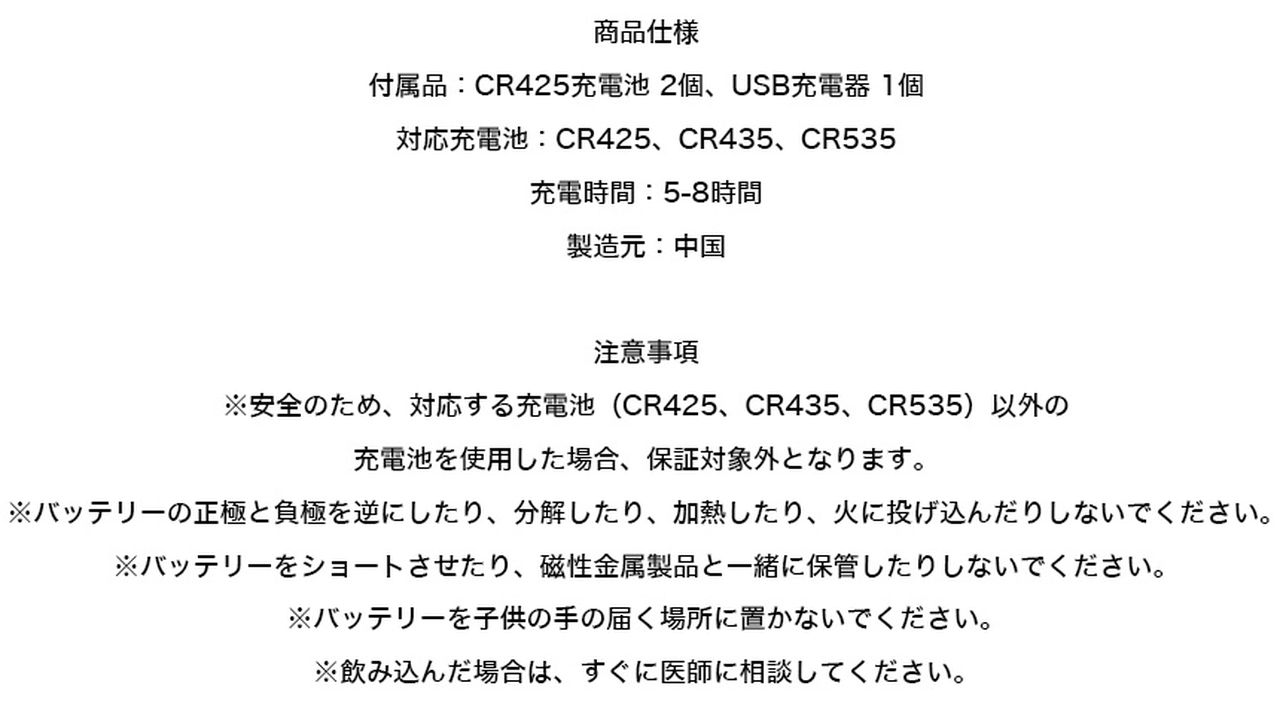 商品仕様
付属品：CR425充電池 2個、USB充電器 1個
対応充電池：CR425、CR435、CR535
充電時間：5-8時間
製造元：中国
注意事項
※安全のため、対応する充電池（CR425、CR435、CR535）以外の
充電池を使用した場合、保証対象外となります。
※バッテリーの正極と負極を逆にしたり、分解したり、加熱したり、火に投げ込んだりしないでください。
※バッテリーをショートさせたり、磁性金属製品と一緒に保管したりしないでください。
※バッテリーを子供の手の届く場所に置かないでください。
※飲み込んだ場合は、すぐに医師に相談してください。